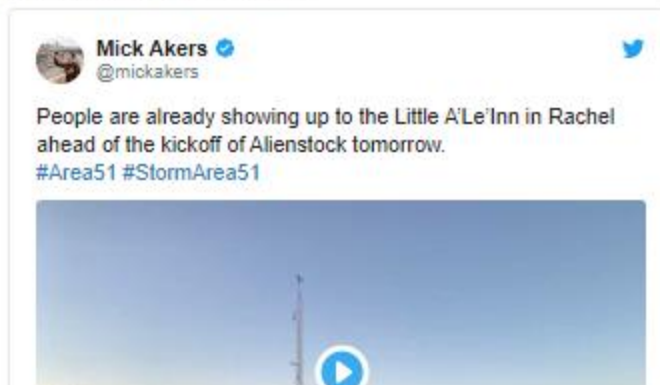 Mick Akers
@mickakers
People are already showing up to the Little A'Le'Inn in Rachel
ahead of the kickoff of Alienstock tomorrow.
#Area51 #StormArea51